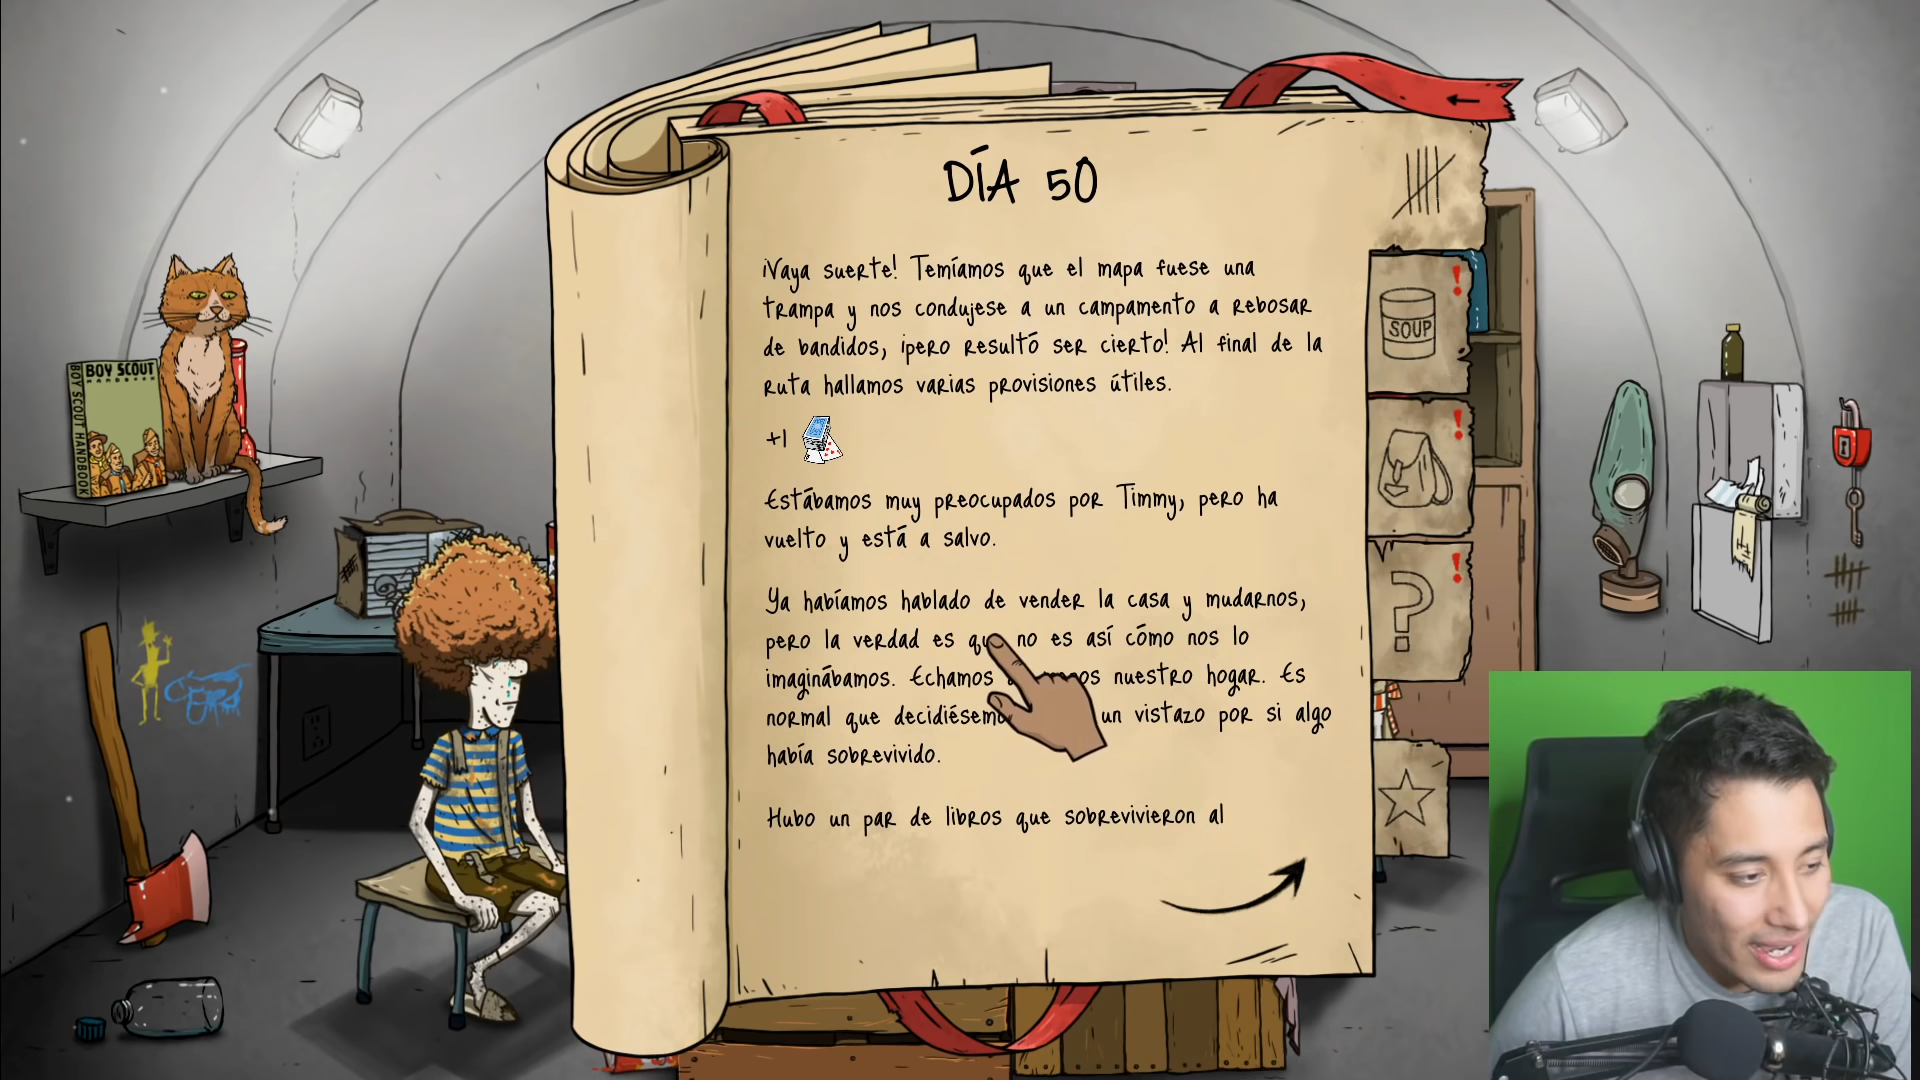 DÍA 50
¡Vaya suerte! Temíamos que el mapa fuese una
trampa y nos condujese a un campamento a rebosar
de bandidos, ¡pero resultó ser cierto! Al final de la
ruta hallamos varias provisiones útiles.
+1
Estábamos muy preocupados por Timmy, pero ha
vuelto y está a salvo.
Ya habíamos hablado de vender la casa y mudarnos,
pero la verdad es que no es así cómo nos lo
imaginábamos. Echamos nuestro hogar. Es
normal que un vistazo por si algo
había sobrevivido.
Hubo un par de libros que sobrevivieron al
!
SOUP
!
?
!
BOY SCOUT
HANDBOOK
BOY SCOUT HANDBOOK